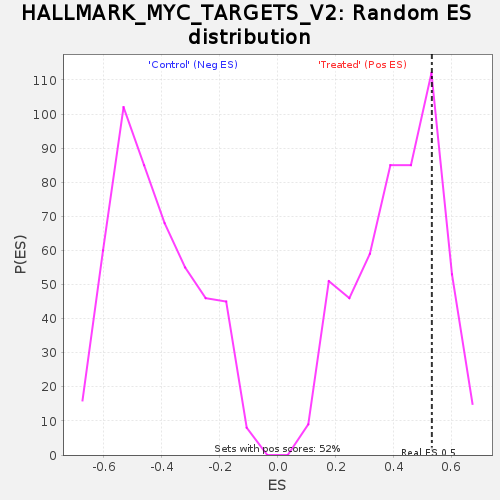 HALLMARK_MYC_TARGETS_V2: Random ES
distribution
'Control' (Neg ES)
'Treated' (Pos ES)
110
100
90
80
70
60
50
40
30
20
10
0
P(ES)
Sets with pos scores: 52%
Real ES 0.5
-0.6 -0.4 -0.2 0.0 0.2 0.4 0.6
ES